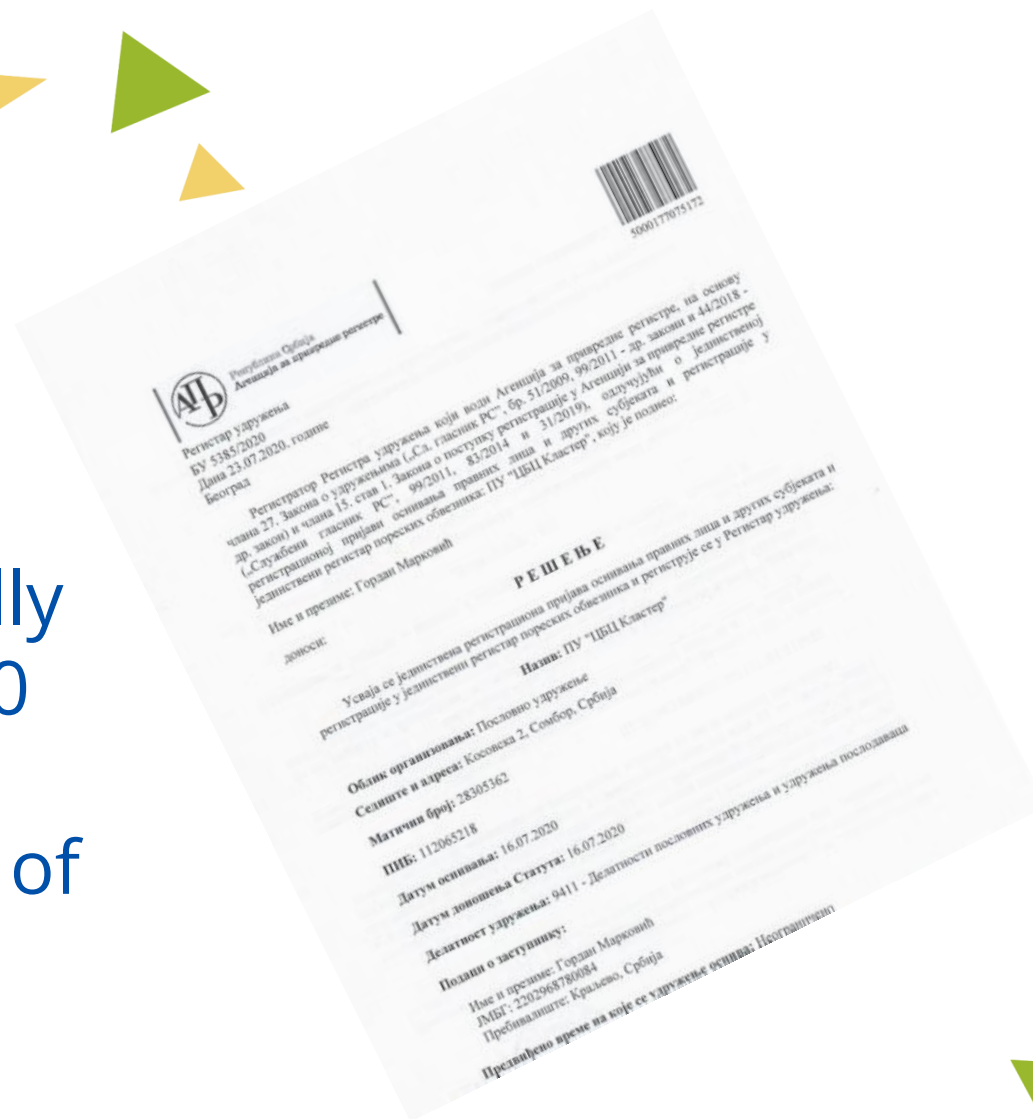 lly
0
of
5000177075172
АПР
Република Србија
Агенција за привредне регистре
Регистар удружења
БУ 5385/2020
Дана 23.07.2020. године
Београд
Регистратор Регистра удружења који води Агенција за привредне регистре, на основу
члана 27. Закона о удружењима („Сл. гласник РС", бр. 51/2009, 99/2011 - др. закони и 44/2018 -
др. закон) и члана 15. став 1. Закона о поступку регистрације у Агенцији за привредне регистре
(„Службени гласник РС", 99/2011, 83/2014 и 31/2019), одлучујући о јединственој
регистрационој пријави оснивања правних лица и других субјеката и регистрације у
јединствени регистар пореских обвезника: ПУ "ЦБЦ Кластер", коју је поднео:
Име и презиме: Гордан Марковић
доноси:
Р Е Ш Е Њ Е
Усваја се јединствена регистрациона пријава оснивања правних лица и других субјеката и
регистрације у јединствени регистар пореских обвезника и региструје се у Регистар удружења:
Назив: ПУ "ЦБЦ Кластер"
Облик организовања: Пословно удружење
Седиште и адреса: Косовска 2, Сомбор, Србија
Матични број: 28305362
ПИБ: 112065218
Датум оснивања: 16.07.2020
Датум доношења Статута: 16.07.2020
Делатност удружења: 9411 - Делатности пословних удружења и удружења послодаваца
Подаци о заступнику:
Име и презиме: Гордан Марковић
ЈМБГ: 2202968780084
Пребивалиште: Краљево, Србија
Предвиђено време на које се удружење оснива: Неограничено